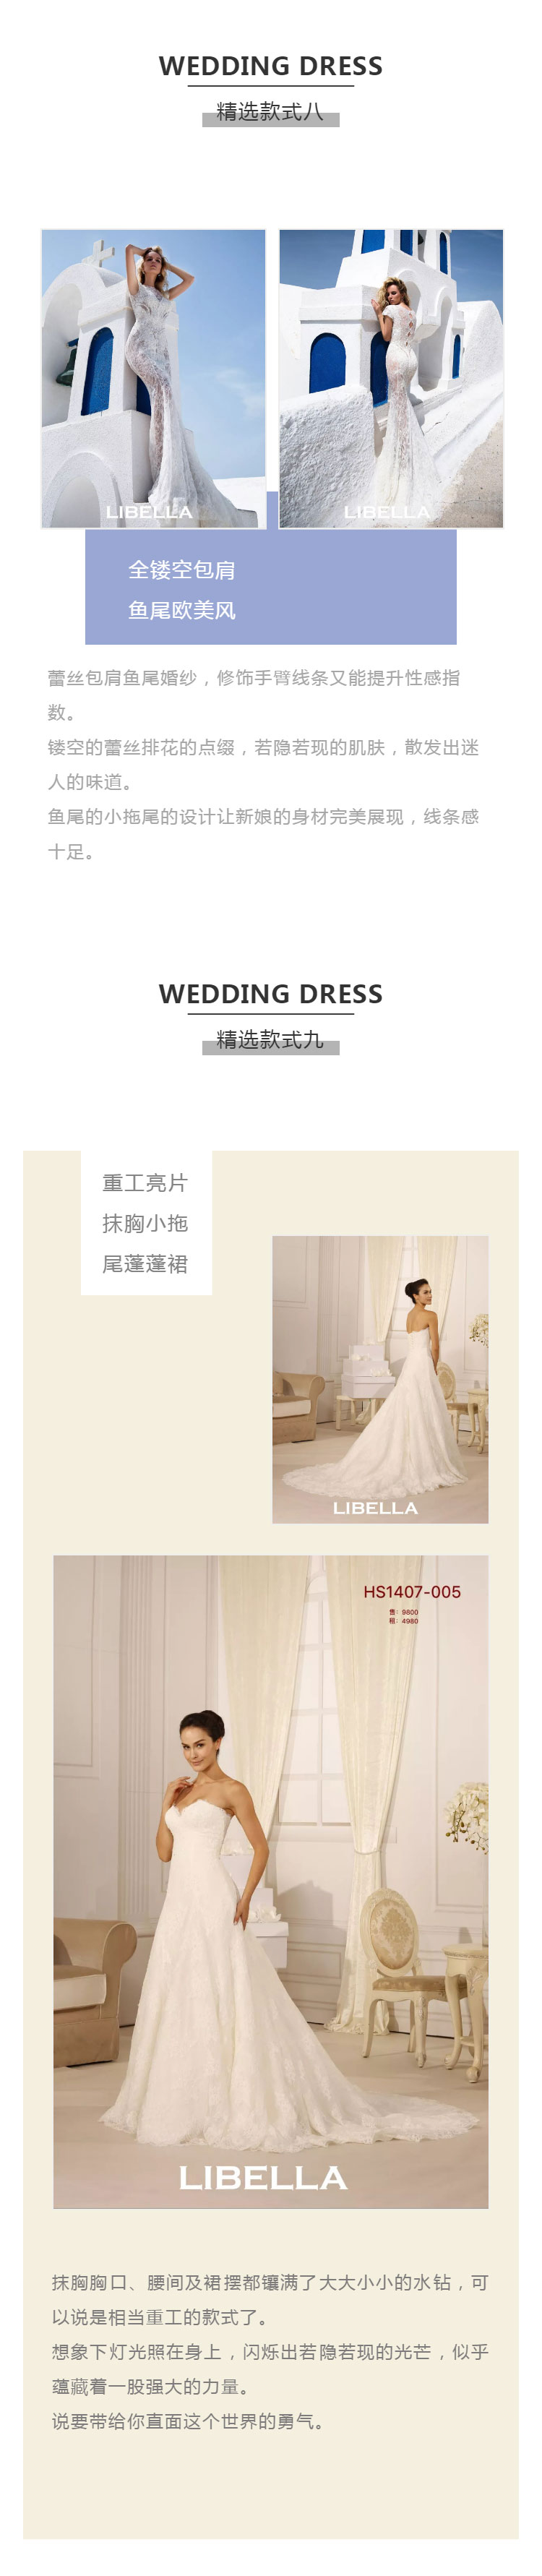 WEDDING DRESS
精选款式八
LIBELLA
LIBELLA
全镂空包肩
鱼尾欧美风
蕾丝包肩鱼尾婚纱，修饰手臂线条又能提升性感指
数。
镂空的蕾丝排花的点缀，若隐若现的肌肤，散发出迷
人的味道。
鱼尾的小拖尾的设计让新娘的身材完美展现，线条感
十足。
WEDDING DRESS
精选款式九
重工亮片
抹胸小拖
尾蓬蓬裙
LIBELLA
HS1407-005
售：9800
租：4980
LIBELLA
抹胸胸口、腰间及裙摆都镶满了大大小小的水钻，可
以说是相当重工的款式了。
想象下灯光照在身上，闪烁出若隐若现的光芒，似乎
蕴藏着一股强大的力量。
说要带给你直面这个世界的勇气。